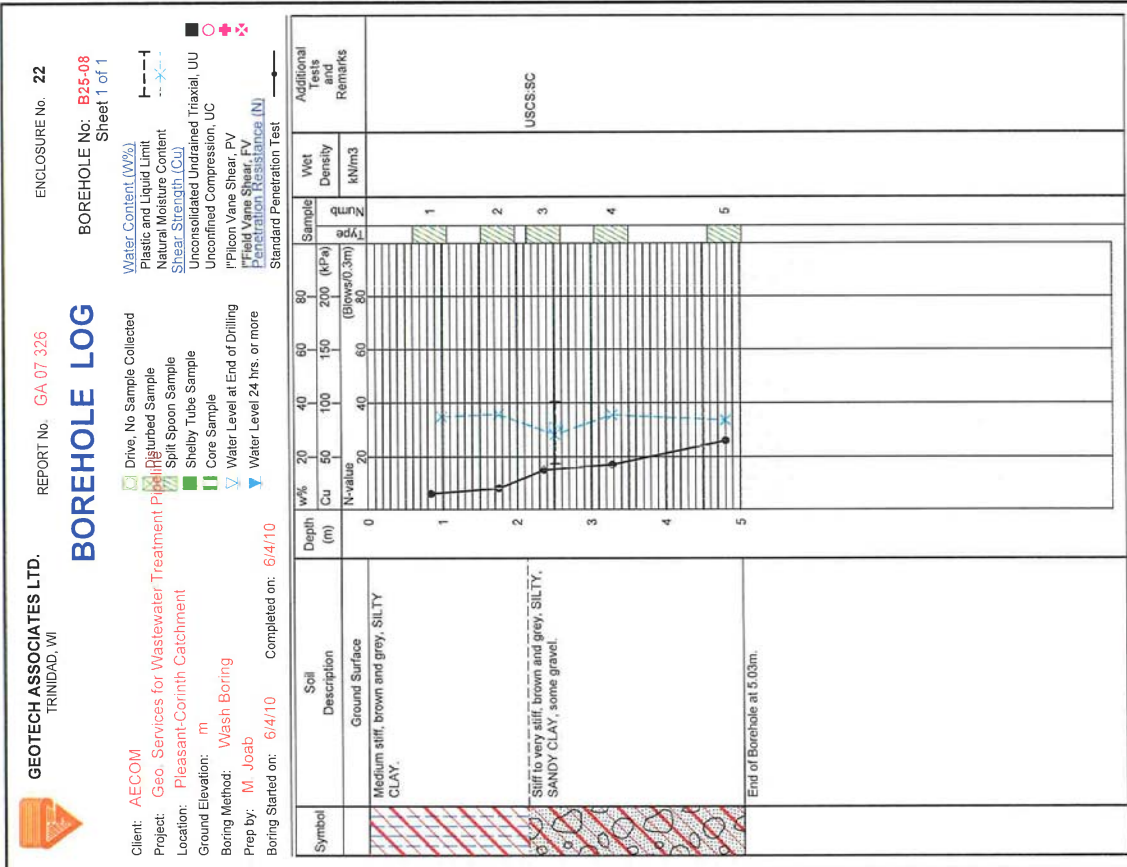 GEOTECH ASSOCIATES LTD.
TRINIDAD, WI
REPORT No. GA 07 326
ENCLOSURE No. 22
BOREHOLE LOG
BOREHOLE No: B25-08
Sheet 1 of 1
Client: AECOM
Project: Geo. Services for Wastewater Treatment Pipeline
Location: Pleasant-Corinth Catchment
Ground Elevation: m
Boring Method: Wash Boring
Prep by: M Joab
Boring Started on: 6/4/10 Completed on: 6/4/10
Drive, No Sample Collected
Disturbed Sample
Split Spoon Sample
Shelby Tube Sample
Core Sample
Water Level at End of Drilling
Water Level 24 hrs. or more
Water Content (W%)
Plastic and Liquid Limit
Natural Moisture Content
Shear Strength (Cu)
Unconsolidated Undrained Triaxial, UU
Unconfined Compression, UC
!"Pilcon Vane Shear, PV
!"Field Vane Shear, FV
Penetration Resistance (N)
Standard Penetration Test
Symbol
Soil
Description
Depth
(m)
w% 20 40 60 80
Cu 50 100 150 200 (kPa)
N-value
(Blows/0.3m)
20 40 60 80
Sample
Type
Numb
Wet
Density
kN/m3
Additional
Tests
and
Remarks
Ground Surface
0
Medium stiff, brown and grey, SILTY
CLAY.
1
1
2
2
Stiff to very stiff, brown and grey, SILTY,
SANDY CLAY, some gravel.
3
USCS:SC
3
4
4
5
5
End of Borehole at 5.03m.